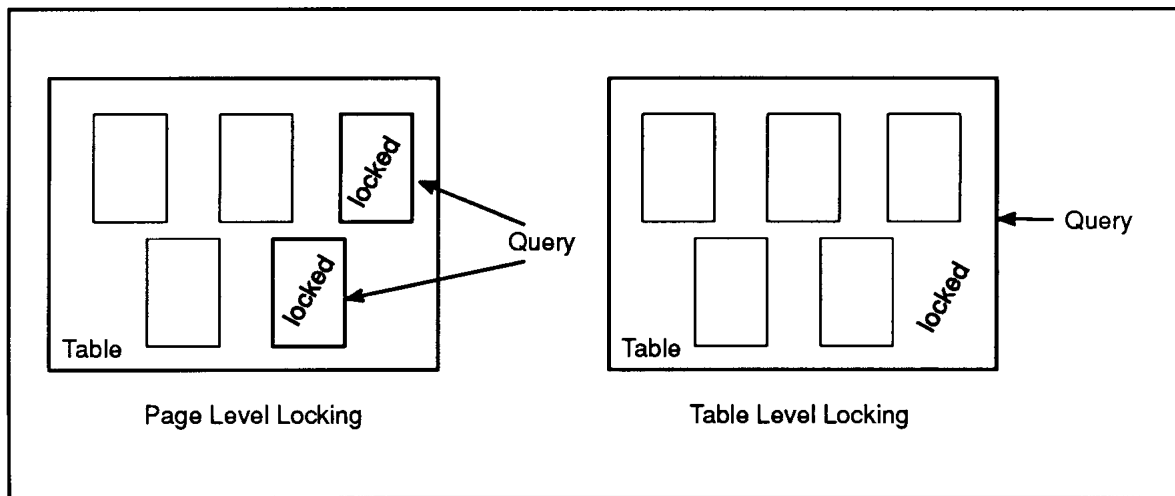 locked
Query
locked
Table
Page Level Locking
Query
locked
Table
Table Level Locking